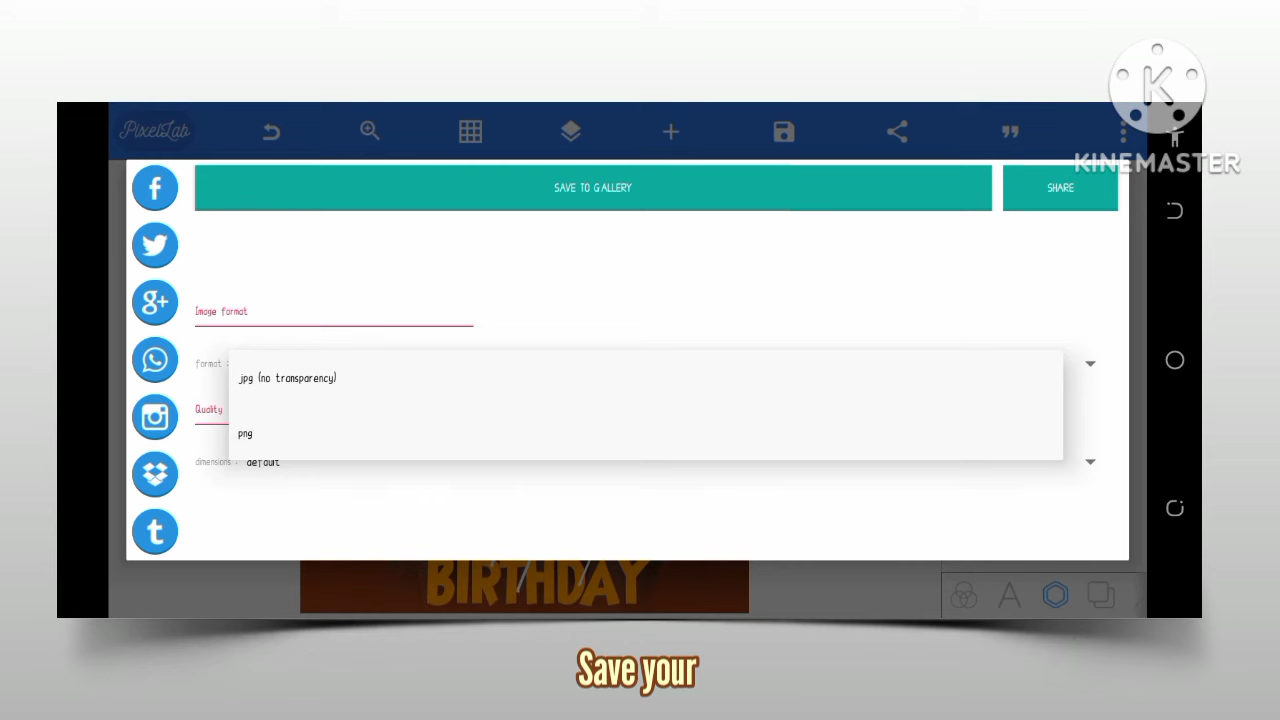 PixelLab
KINEMASTER
SAVE TO GALLERY
SHARE
Image format
format :
jpg (no transparency)
Quality
png
dimensions : default
BIRTHDAY
Save your